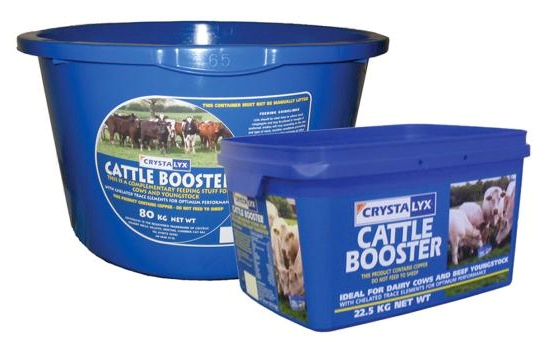 65
THIS CONTAINER MUST NOT BE MANUALLY LIFTED
FEEDING GUIDELINES
CRYSTALYX
CATTLE BOOSTER
THIS IS A COMPLEMENTARY FEEDING STUFF FOR
COWS AND YOUNGSTOCK
WITH CHELATED TRACE ELEMENTS FOR OPTIMUM PERFORMANCE
THIS PRODUCT CONTAINS COPPER - DO NOT FEED TO SHEEP
80 KG NET WT
CRYSTALYX
CATTLE
BOOSTER
THIS PRODUCT CONTAINS COPPER
DO NOT FEED TO SHEEP
IDEAL FOR DAIRY COWS AND BEEF YOUNGSTOCK
WITH CHELATED TRACE ELEMENTS FOR OPTIMUM PERFORMANCE
22.5 KG NET WT